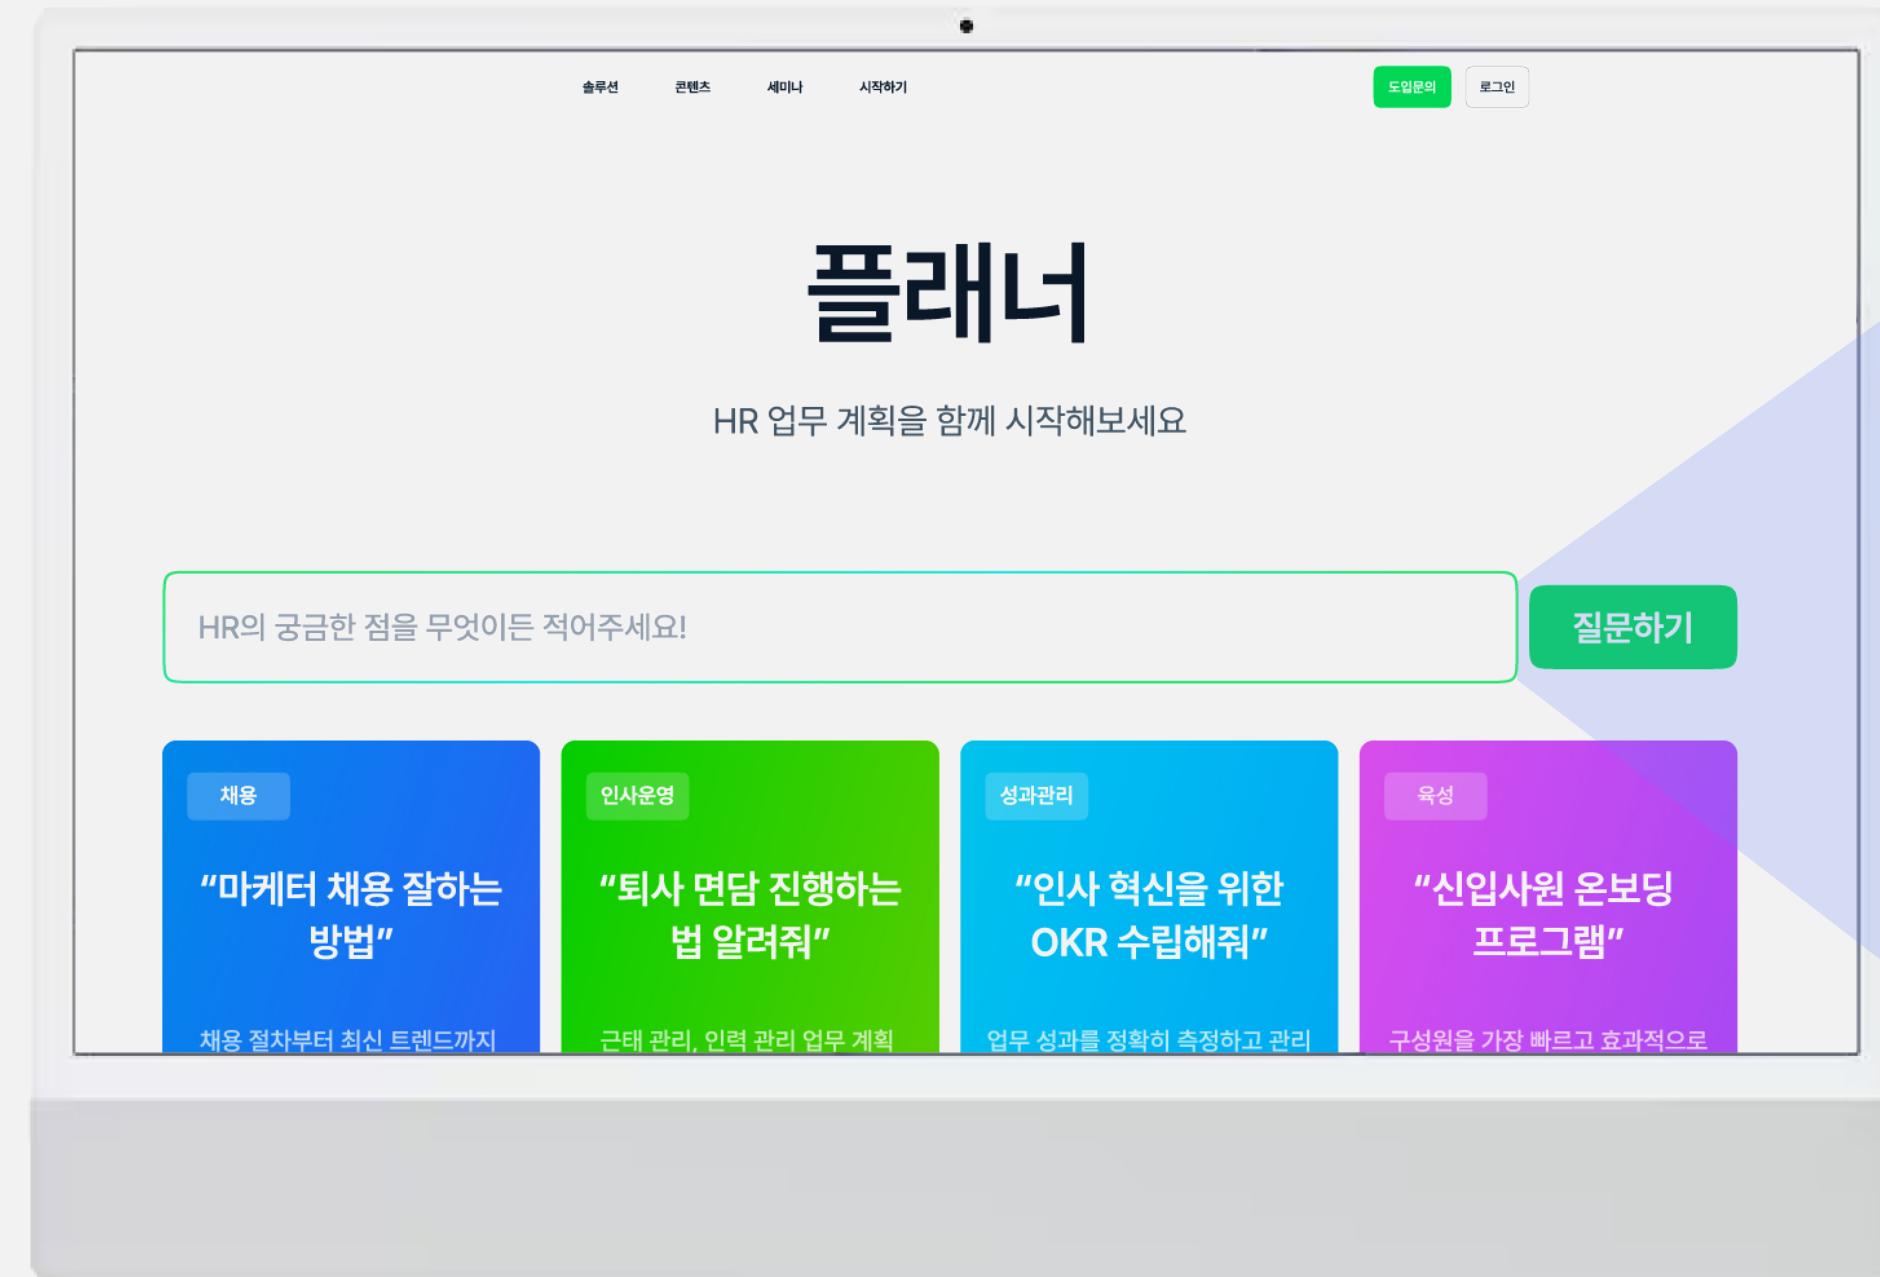 솔루션 콘텐츠 세미나 시작하기 도입문의 로그인
플래너
HR 업무 계획을 함께 시작해보세요
HR의 궁금한 점을 무엇이든 적어주세요! 질문하기
채용
“마케터 채용 잘하는
방법”
채용 절차부터 최신 트렌드까지
인사운영
“퇴사 면담 진행하는
법 알려줘”
근태 관리, 인력 관리 업무 계획
성과관리
“인사 혁신을 위한
OKR 수립해줘”
업무 성과를 정확히 측정하고 관리
육성
“신입사원 온보딩
프로그램”
구성원을 가장 빠르고 효과적으로